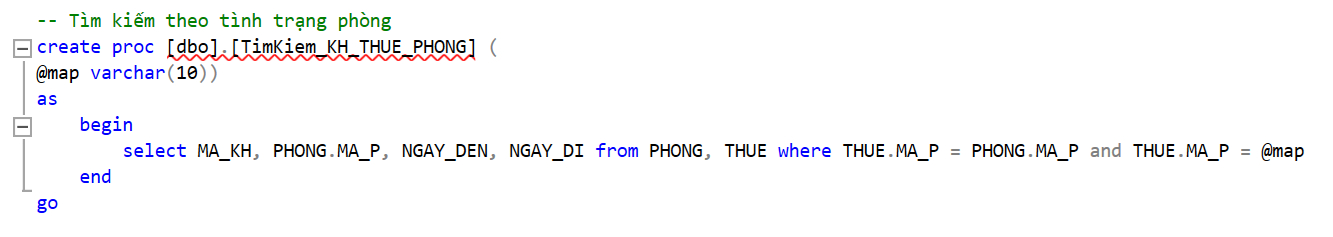 -- Tìm kiếm theo tình trạng phòng
create proc [dbo].[TimKiem_KH_THUE_PHONG] (
@map varchar(10))
as
begin
select MA_KH, PHONG.MA_P, NGAY_DEN, NGAY_DI from PHONG, THUE where THUE.MA_P = PHONG.MA_P and THUE.MA_P = @map
end
go